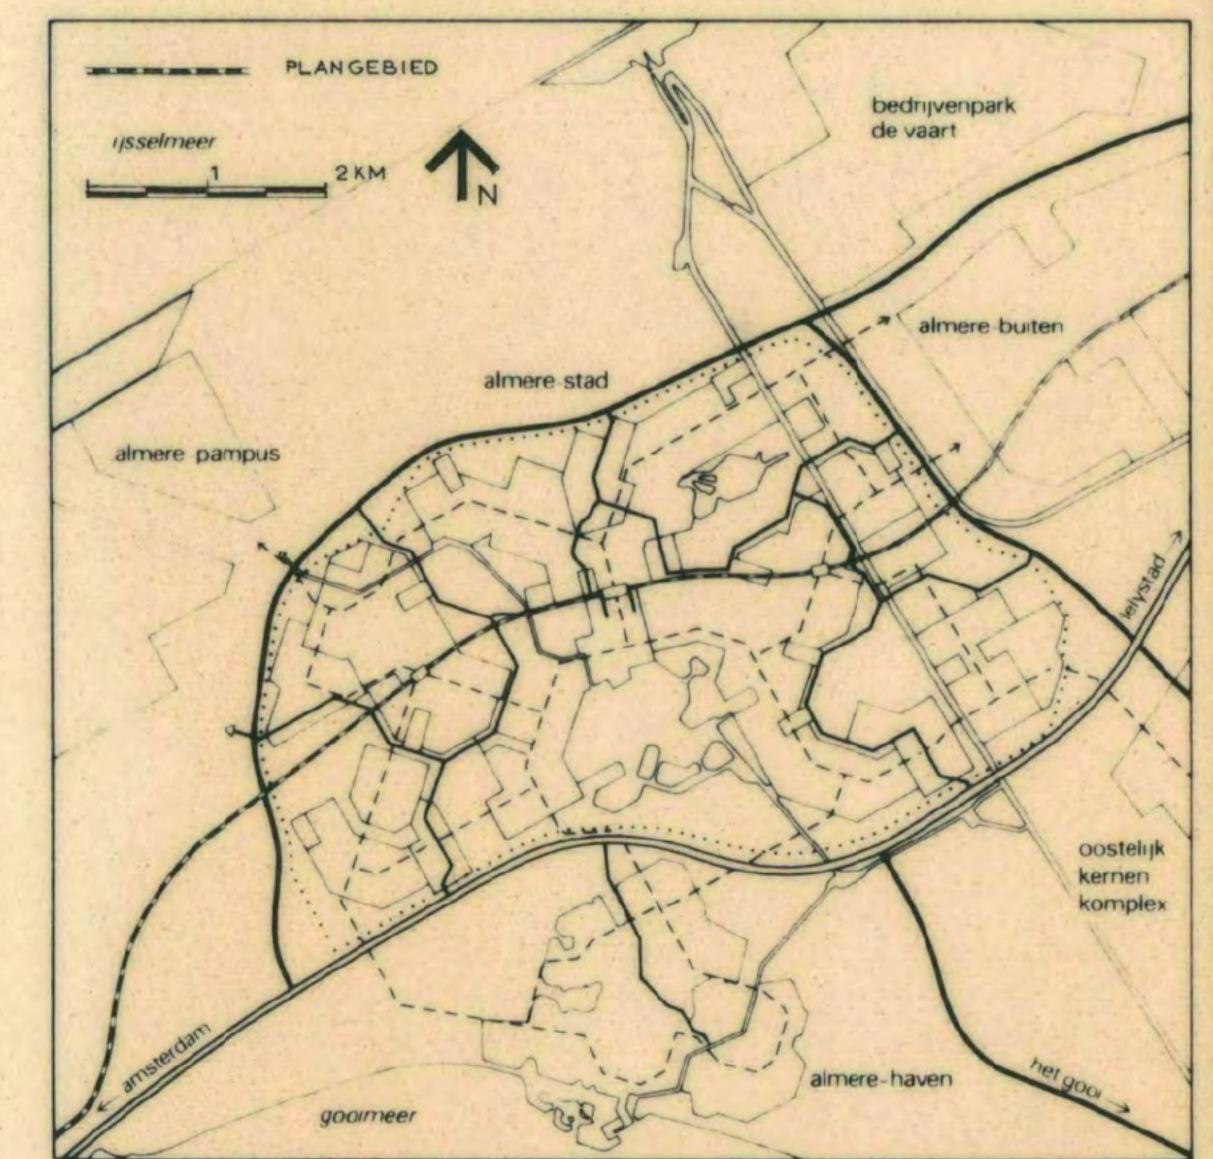 PLANGEBIED
ijsselmeer
1
2 KM
N
bedrijvenpark
de vaart
almere-buiten
almere-stad
almere pampus
lelystad
oostelijk
kernen
komplex
amsterdam
gooimeer
almere-haven
het gooi